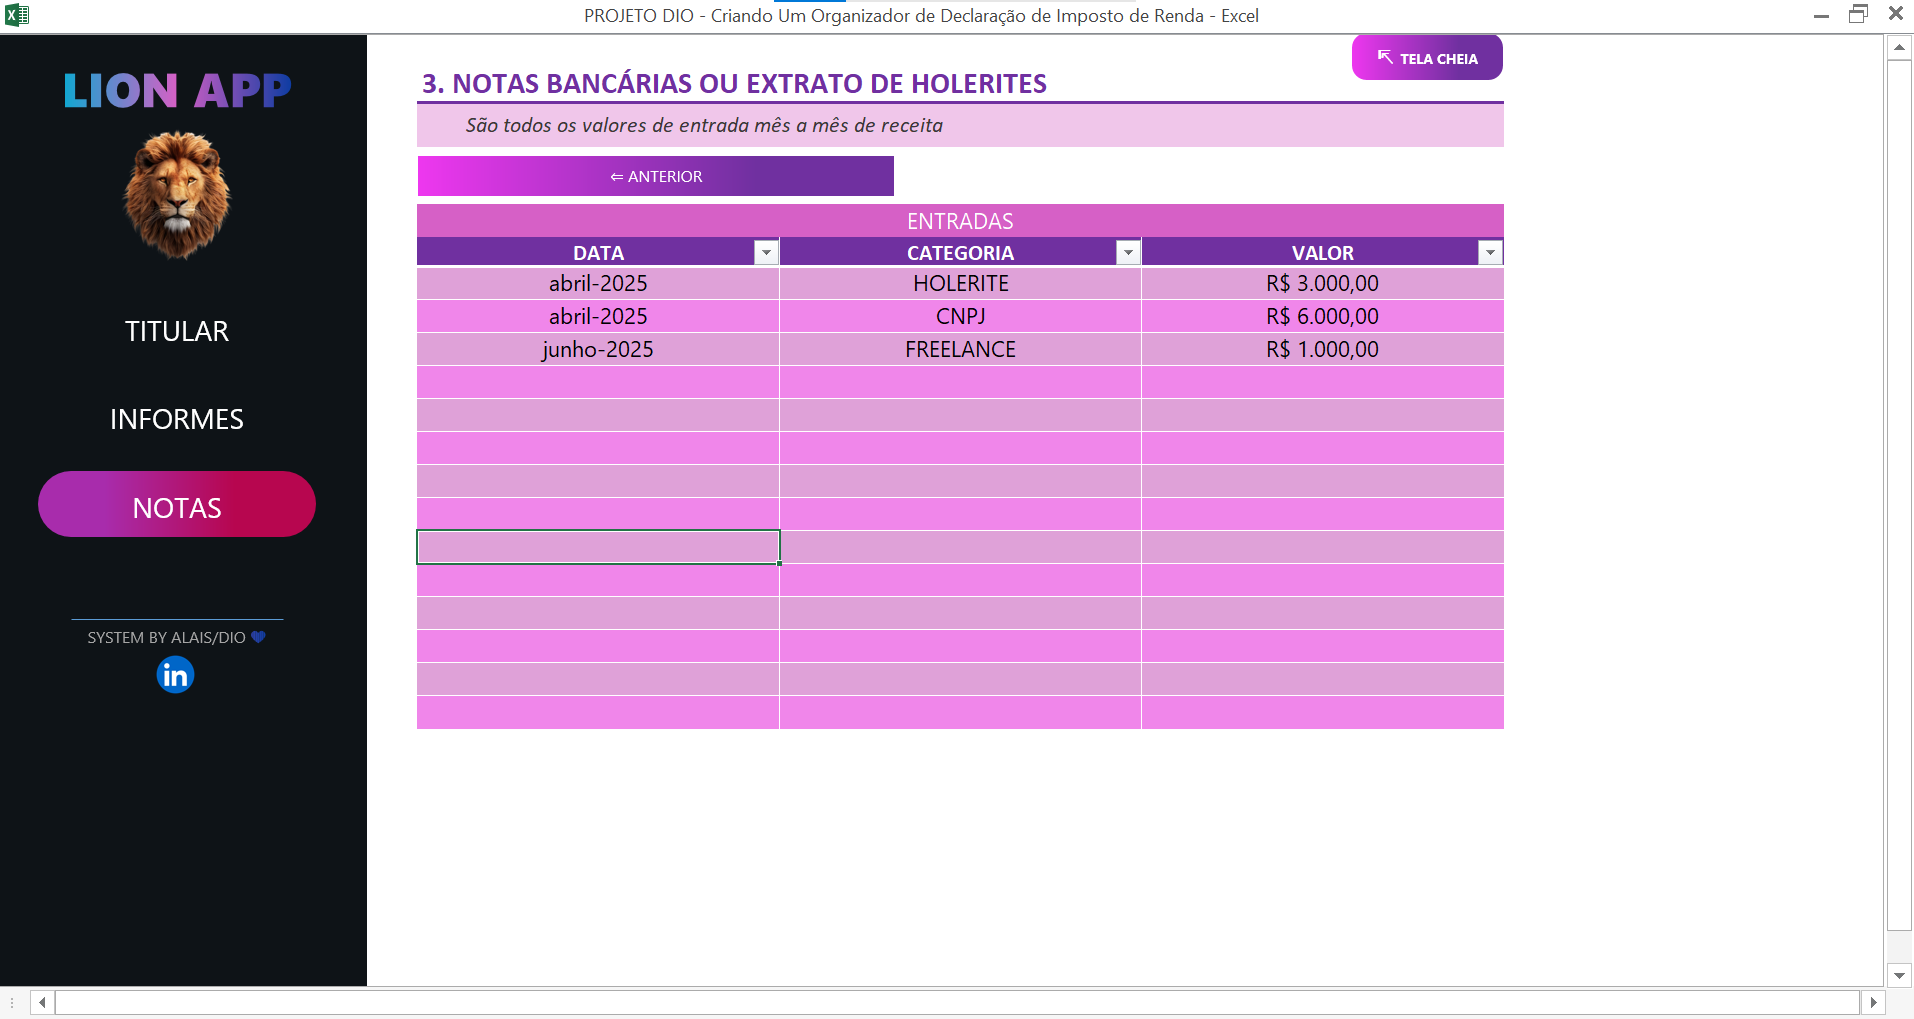 PROJETO DIO - Criando Um Organizador de Declaração de Imposto de Renda - Excel
LION APP
TITULAR
INFORMES
NOTAS
SYSTEM BY ALAIS/DIO 💙
in
TELA CHEIA
3. NOTAS BANCÁRIAS OU EXTRATO DE HOLERITES
São todos os valores de entrada mês a mês de receita
⇐ ANTERIOR
ENTRADAS
DATA CATEGORIA VALOR
abril-2025 HOLERITE R$ 3.000,00
abril-2025 CNPJ R$ 6.000,00
junho-2025 FREELANCE R$ 1.000,00